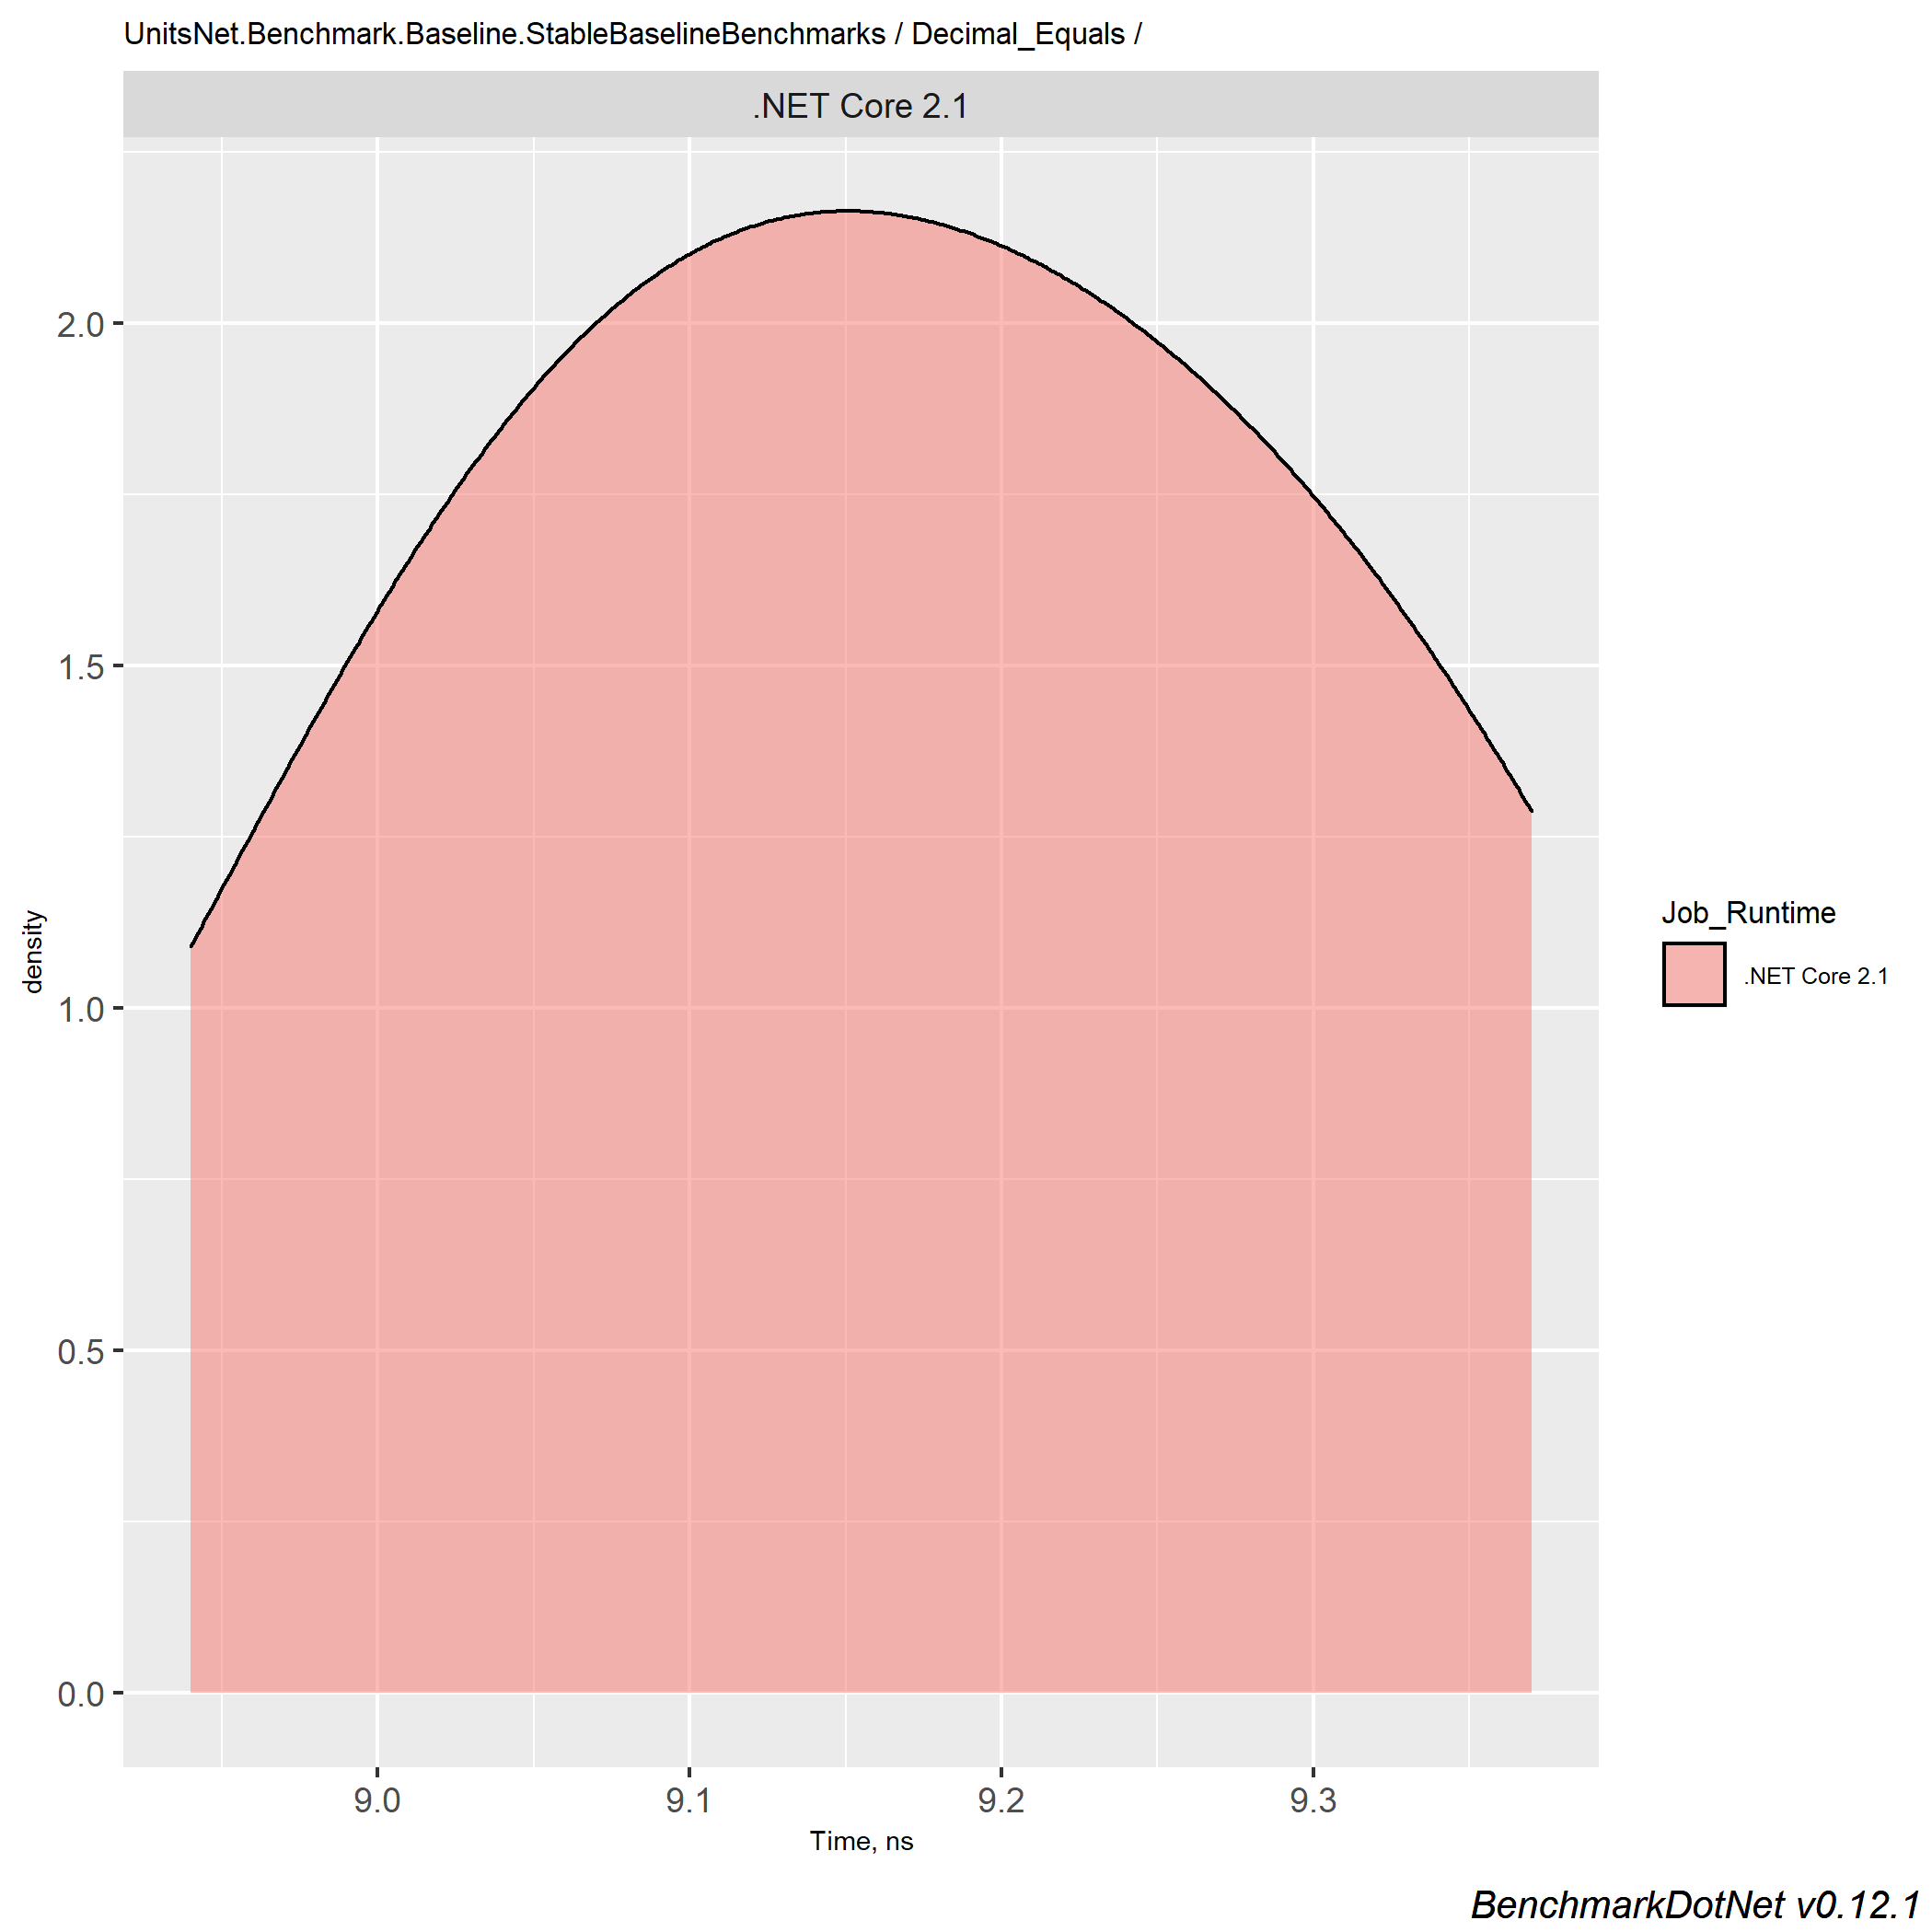 UnitsNet.Benchmark.Baseline.StableBaselineBenchmarks / Decimal_Equals /
.NET Core 2.1
2.0
1.5
1.0
0.5
0.0
density
9.0 9.1 9.2 9.3
Time, ns
Job_Runtime
.NET Core 2.1
BenchmarkDotNet v0.12.1